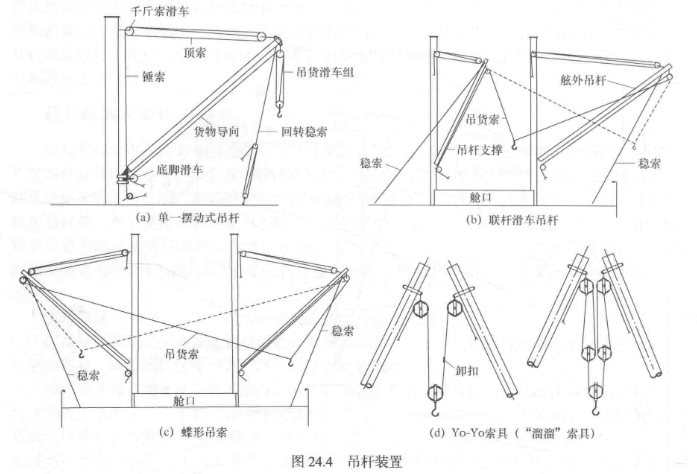 千斤索滑车
顶索
锤索
吊货滑车组
货物导向
回转稳索
底脚滑车
(a) 单一摆动式吊杆
舷外吊杆
吊货索
稳索
吊杆支撑
稳索
舱口
(b) 联杆滑车吊杆
吊货索
稳索
稳索
舱口
(c) 蝶形吊索
卸扣
(d) Yo-Yo索具(“溜溜”索具)
图 24.4 吊杆装置